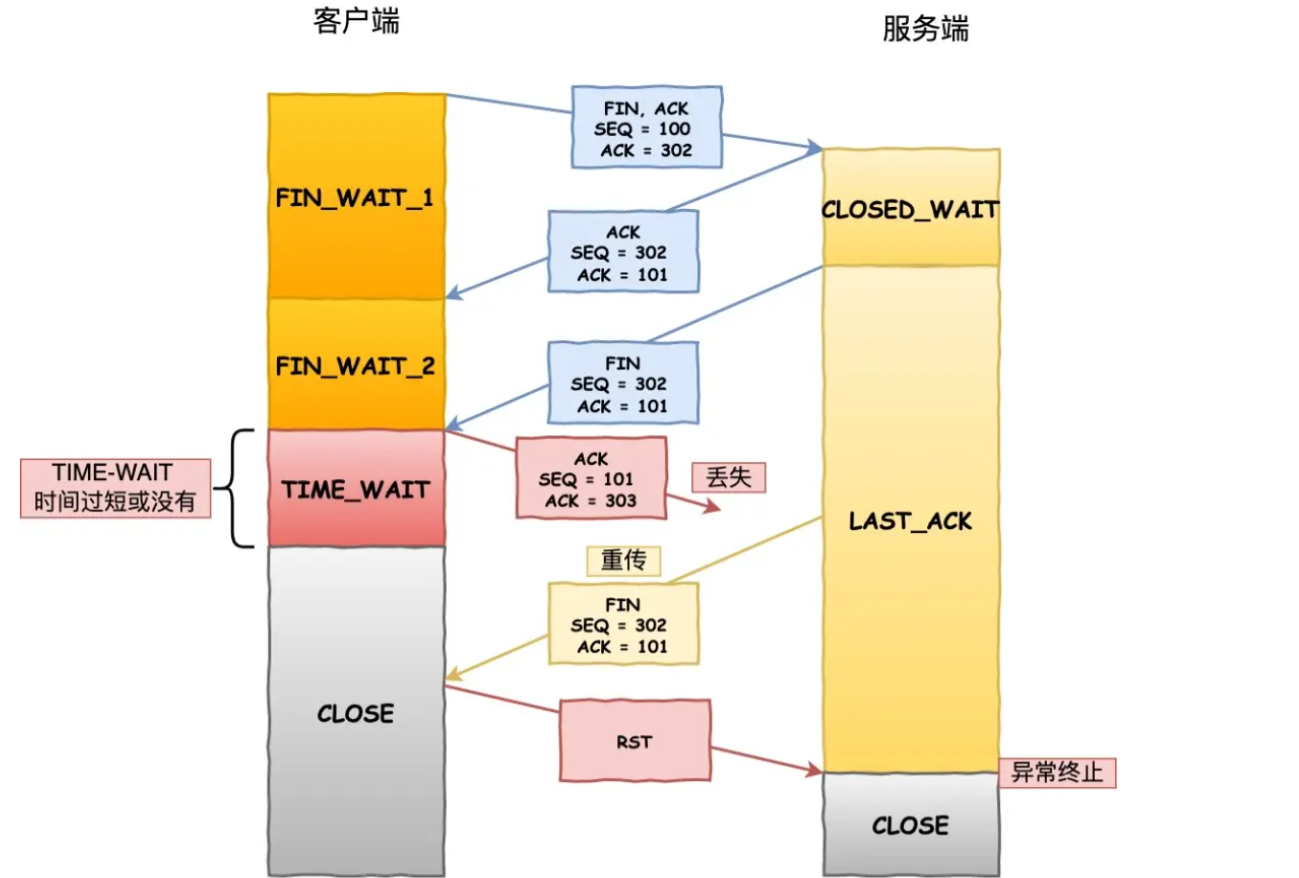 客户端
服务端
FIN, ACK
SEQ = 100
ACK = 302
FIN_WAIT_1
CLOSED_WAIT
ACK
SEQ = 302
ACK = 101
FIN_WAIT_2
FIN
SEQ = 302
ACK = 101
TIME-WAIT
时间过短或没有
TIME_WAIT
ACK
SEQ = 101
ACK = 303
丢失
LAST_ACK
重传
FIN
SEQ = 302
ACK = 101
CLOSE
RST
异常终止
CLOSE